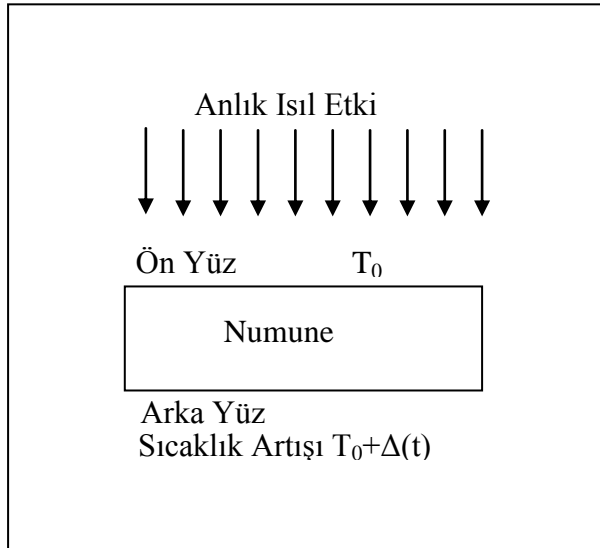 Anlık Isıl Etki
Ön Yüz T₀
Numune
Arka Yüz
Sıcaklık Artışı T₀+Δ(t)